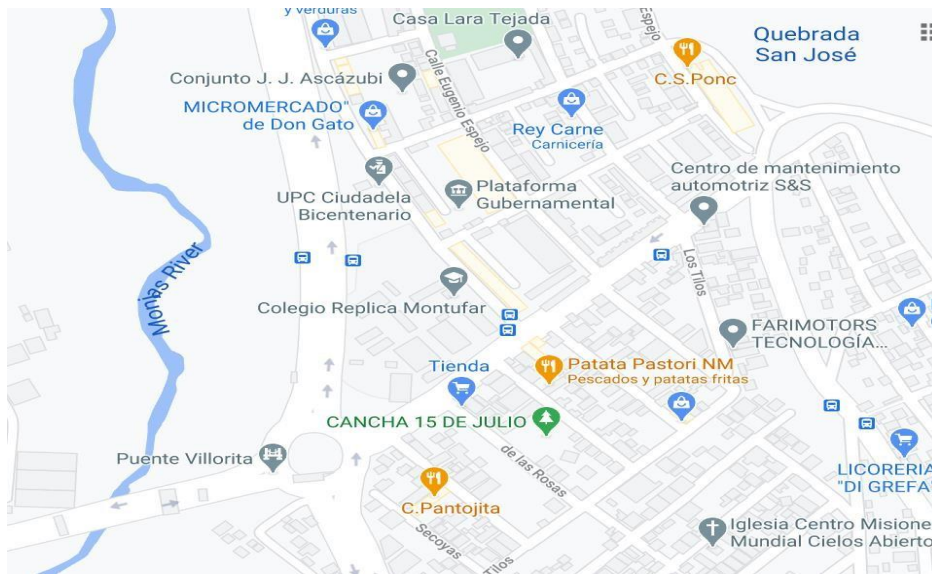 y verduras
Casa Lara Tejada
Espejo
Quebrada
San José
Conjunto J. J. Ascázubi
Calle Eugenio Espejo
C.S.Ponc
MICROMERCADO"
de Don Gato
Rey Carne
Carnicería
Centro de mantenimiento
automotriz S&S
UPC Ciudadela
Bicentenario
Plataforma
Gubernamental
Monjas River
Los Tilos
Colegio Replica Montufar
FARIMOTORS
TECNOLOGÍA...
Tienda
Patata Pastori NM
Pescados y patatas fritas
CANCHA 15 DE JULIO
Puente Villorita
de las Rosas
LICORERIA
"DI GREFA"
C.Pantojita
Secoyas
Tilos
Iglesia Centro Misione
Mundial Cielos Abierto